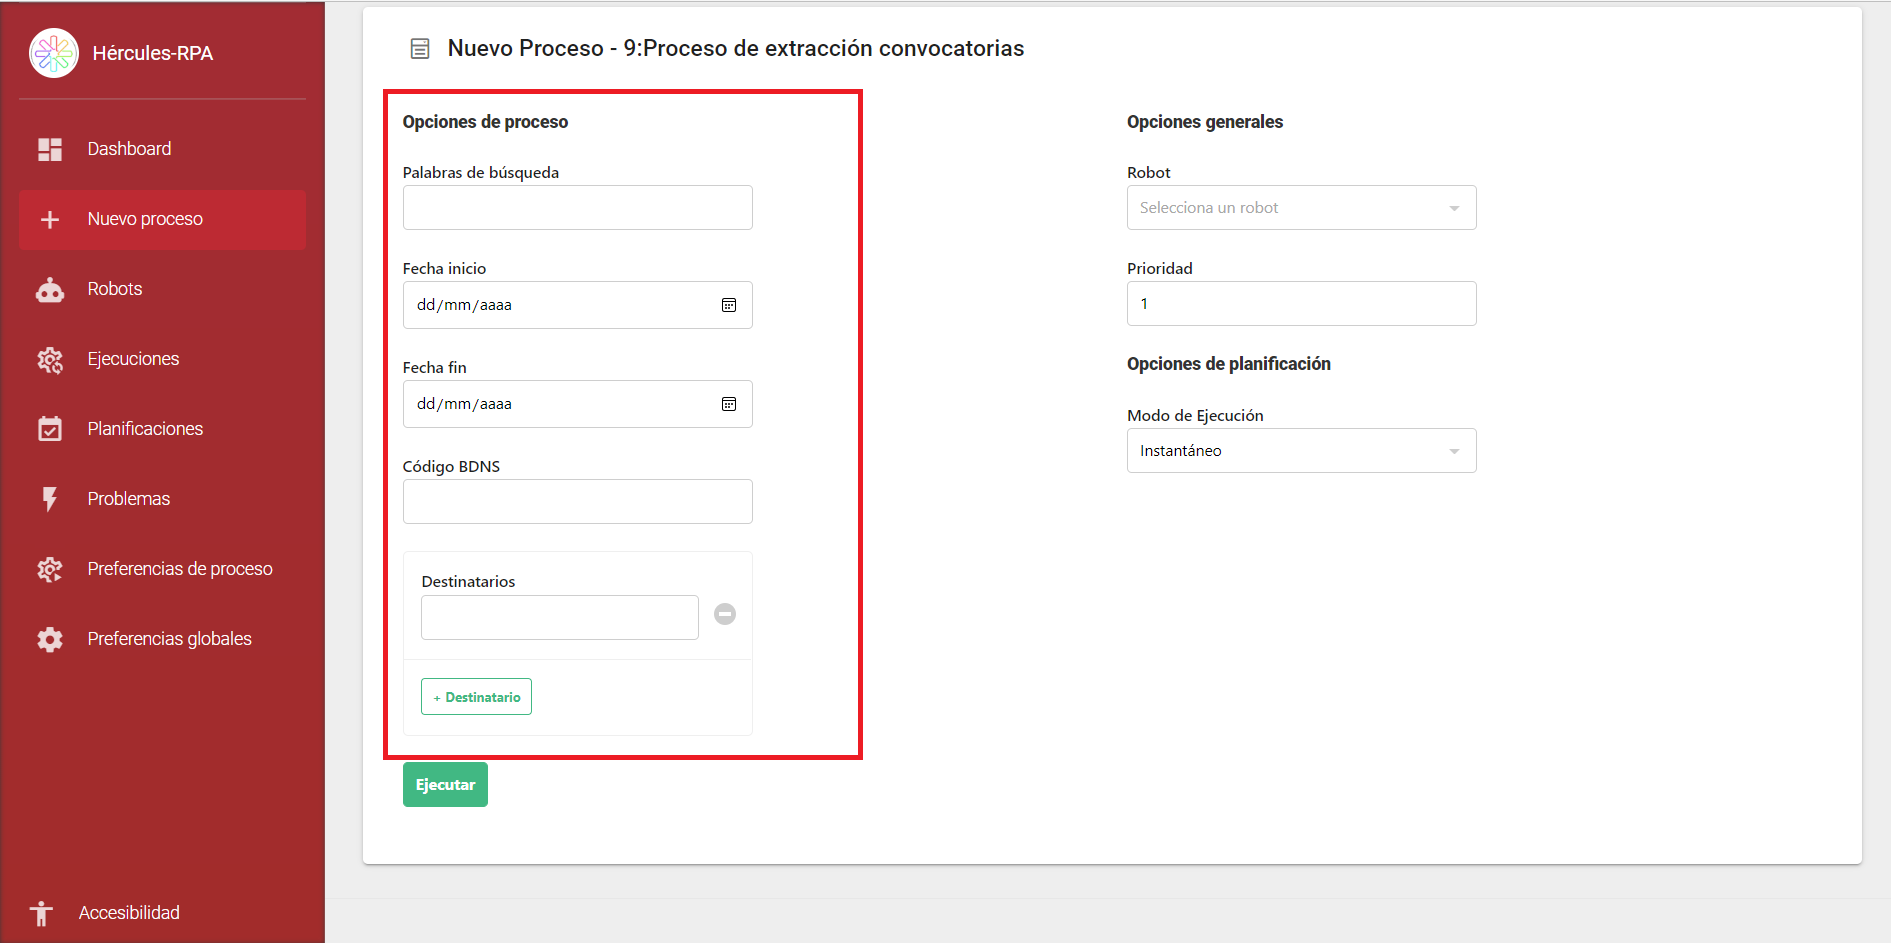 Hércules-RPA
Dashboard
Nuevo proceso
Robots
Ejecuciones
Planificaciones
Problemas
Preferencias de proceso
Preferencias globales
Accesibilidad
Nuevo Proceso - 9:Proceso de extracción convocatorias
Opciones de proceso
Palabras de búsqueda
Fecha inicio
dd/mm/aaaa
Fecha fin
dd/mm/aaaa
Código BDNS
Destinatarios
+ Destinatario
Ejecutar
Opciones generales
Robot
Selecciona un robot
Prioridad
1
Opciones de planificación
Modo de Ejecución
Instantáneo